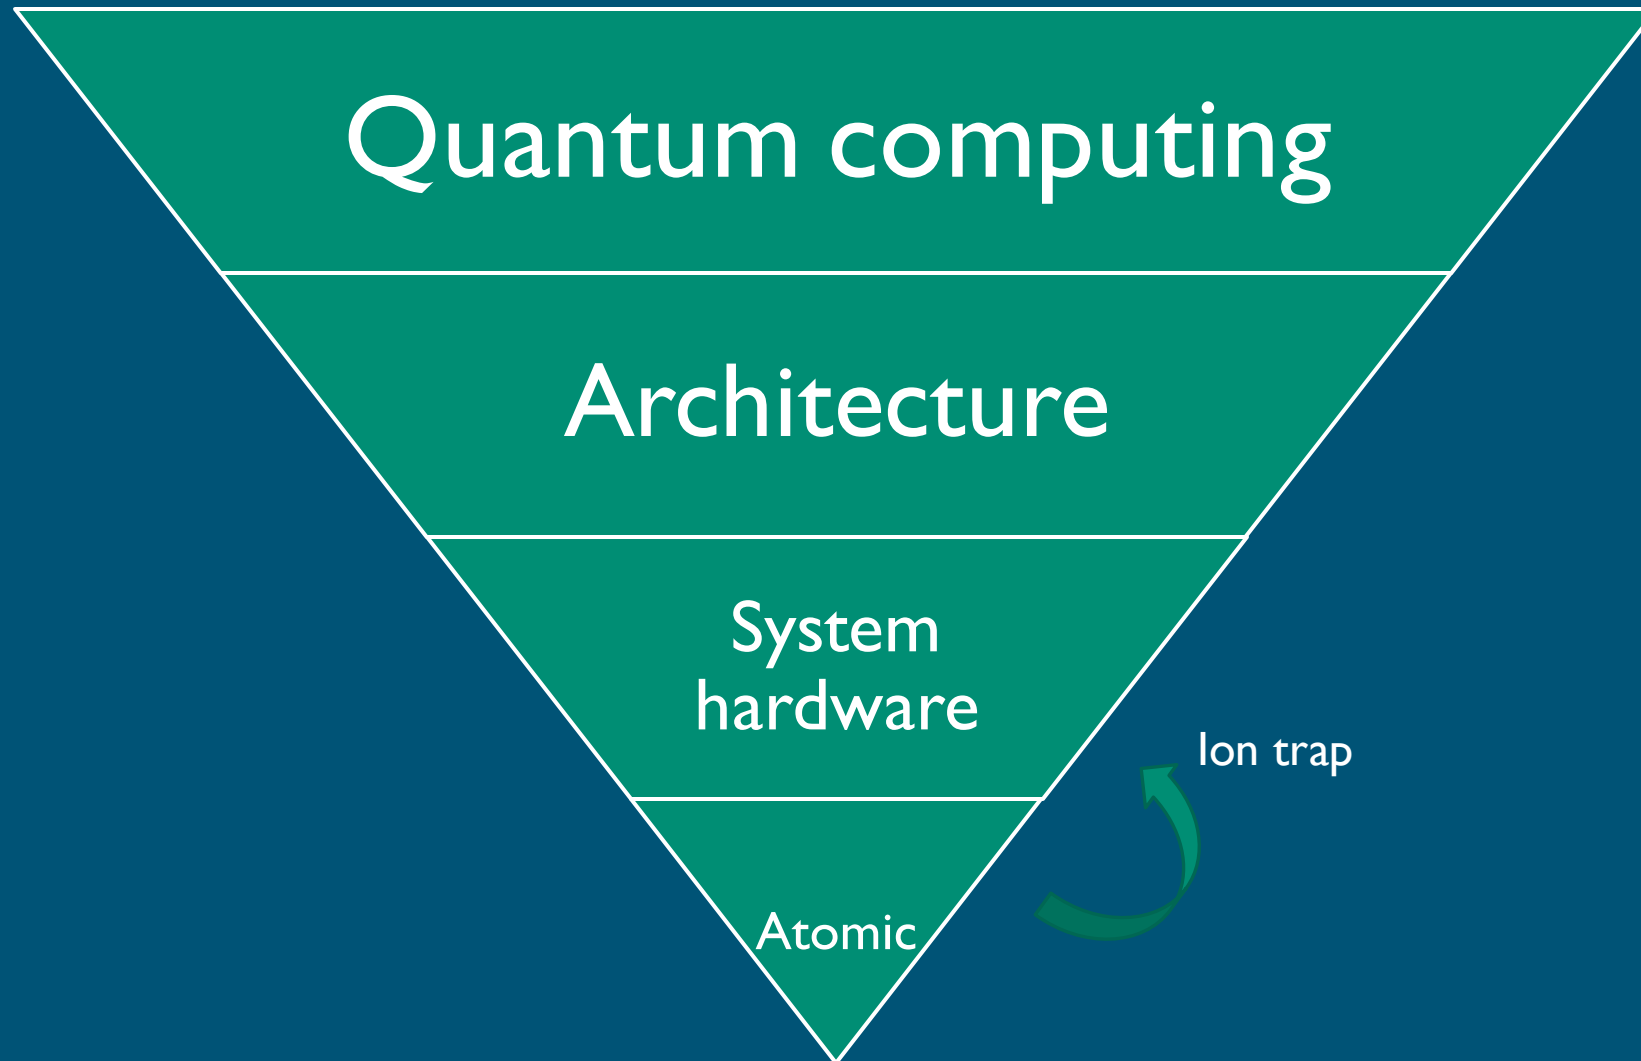 Quantum computing
Architecture
System
hardware
Ion trap
Atomic